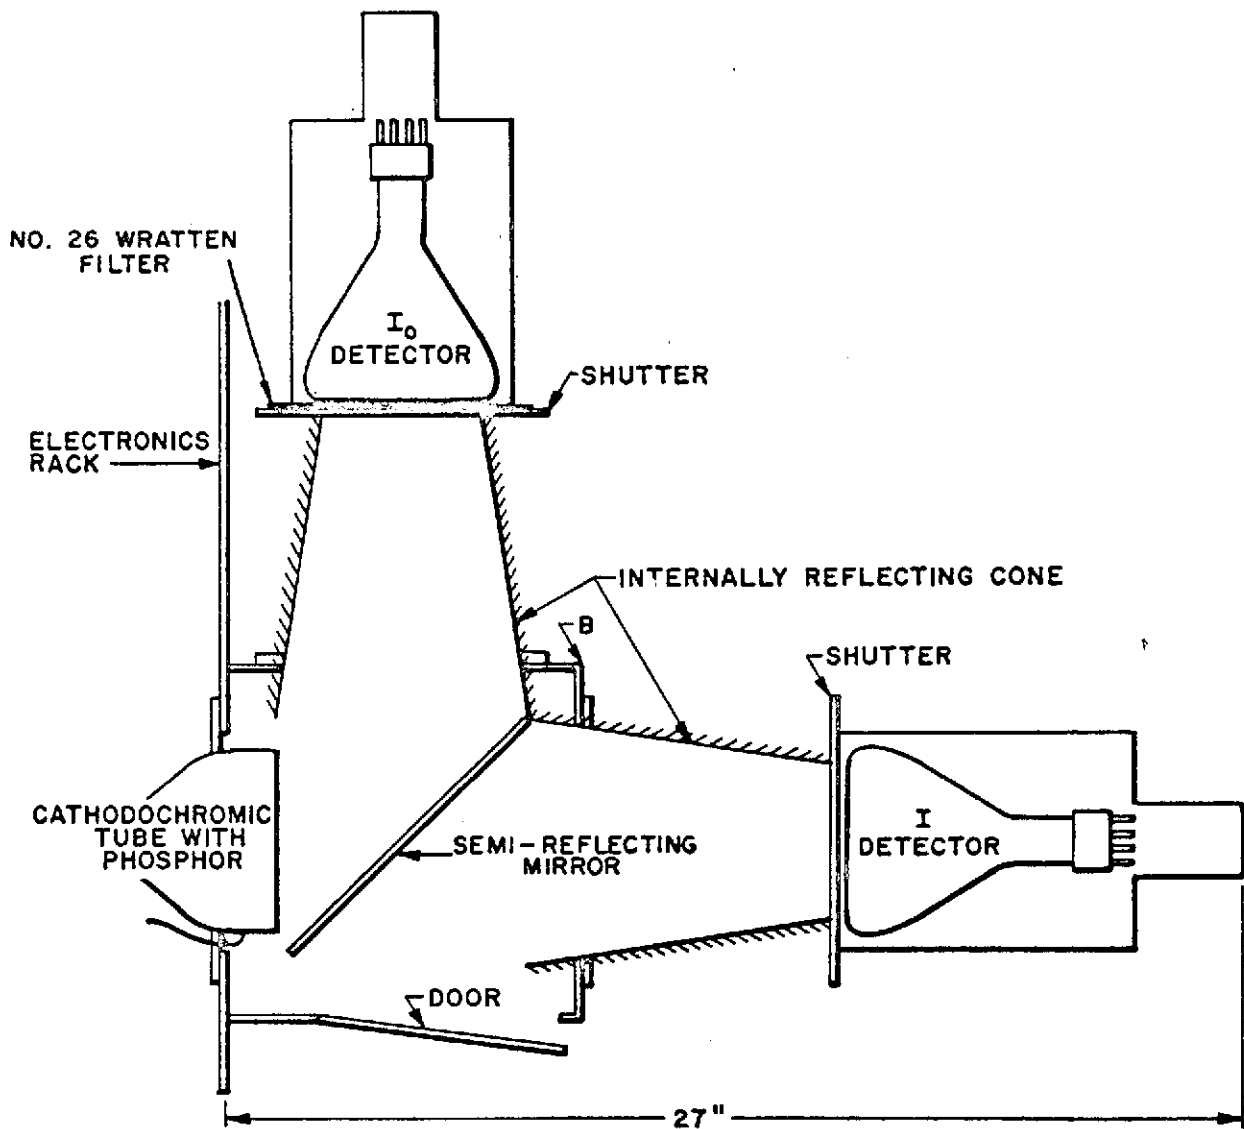 NO. 26 WRATTEN
FILTER
I₀
DETECTOR
SHUTTER
ELECTRONICS
RACK
INTERNALLY REFLECTING CONE
B
SHUTTER
CATHODOCHROMIC
TUBE WITH
PHOSPHOR
SEMI-REFLECTING
MIRROR
I
DETECTOR
DOOR
27"